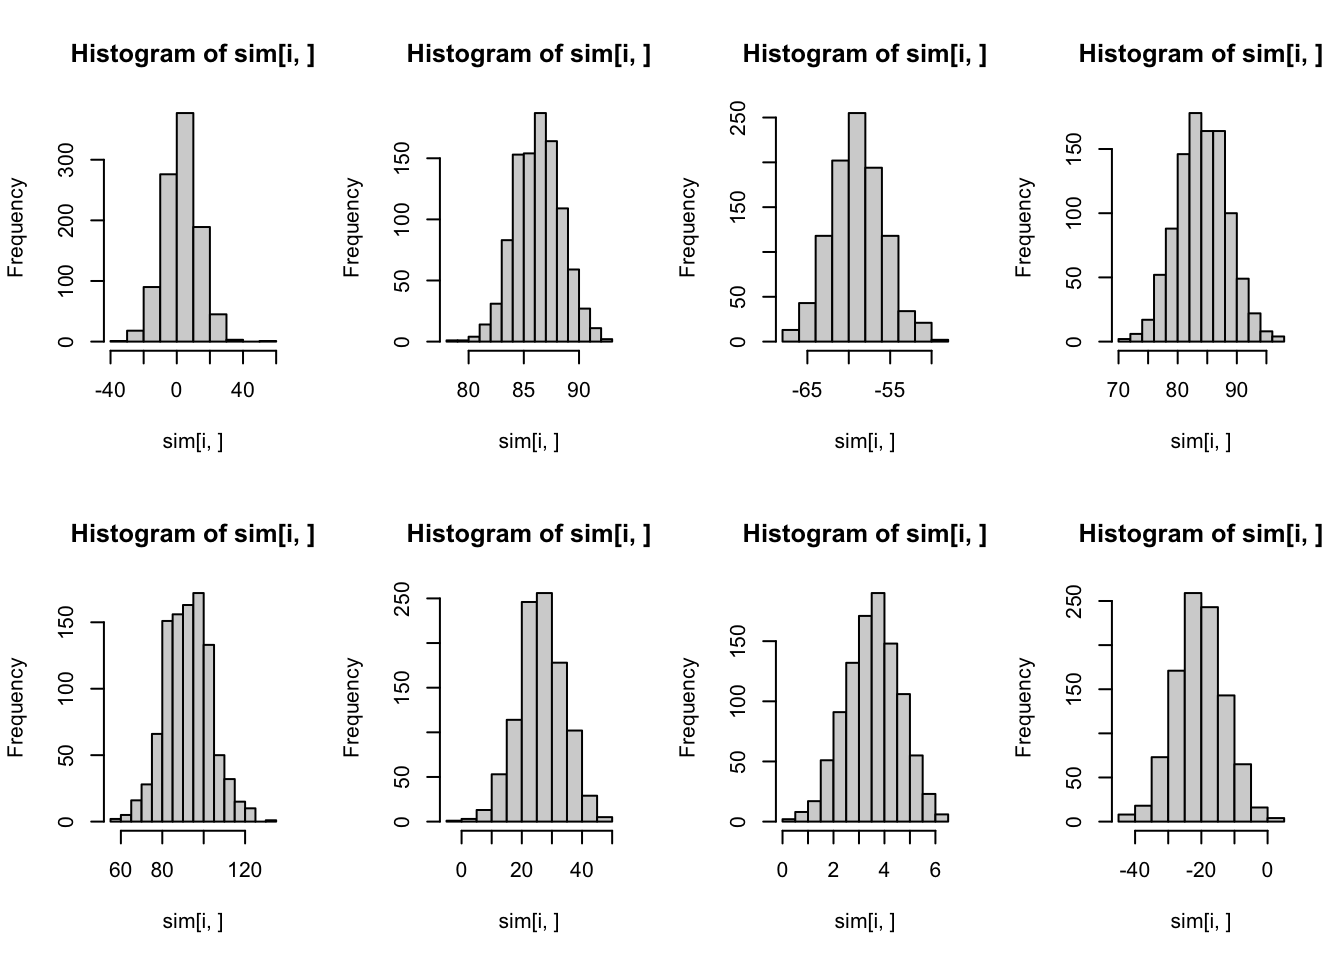 Histogram of sim[i, ]
Frequency
300
200
100
0
-40 0 40
sim[i, ]
Histogram of sim[i, ]
Frequency
150
100
50
0
80 85 90
sim[i, ]
Histogram of sim[i, ]
Frequency
250
150
50
0
-65 -55
sim[i, ]
Histogram of sim[i, ]
Frequency
150
100
50
0
70 80 90
sim[i, ]
Histogram of sim[i, ]
Frequency
150
100
50
0
60 80 120
sim[i, ]
Histogram of sim[i, ]
Frequency
250
150
50
0
0 20 40
sim[i, ]
Histogram of sim[i, ]
Frequency
150
100
50
0
0 2 4 6
sim[i, ]
Histogram of sim[i, ]
Frequency
250
150
50
0
-40 -20 0
sim[i, ]